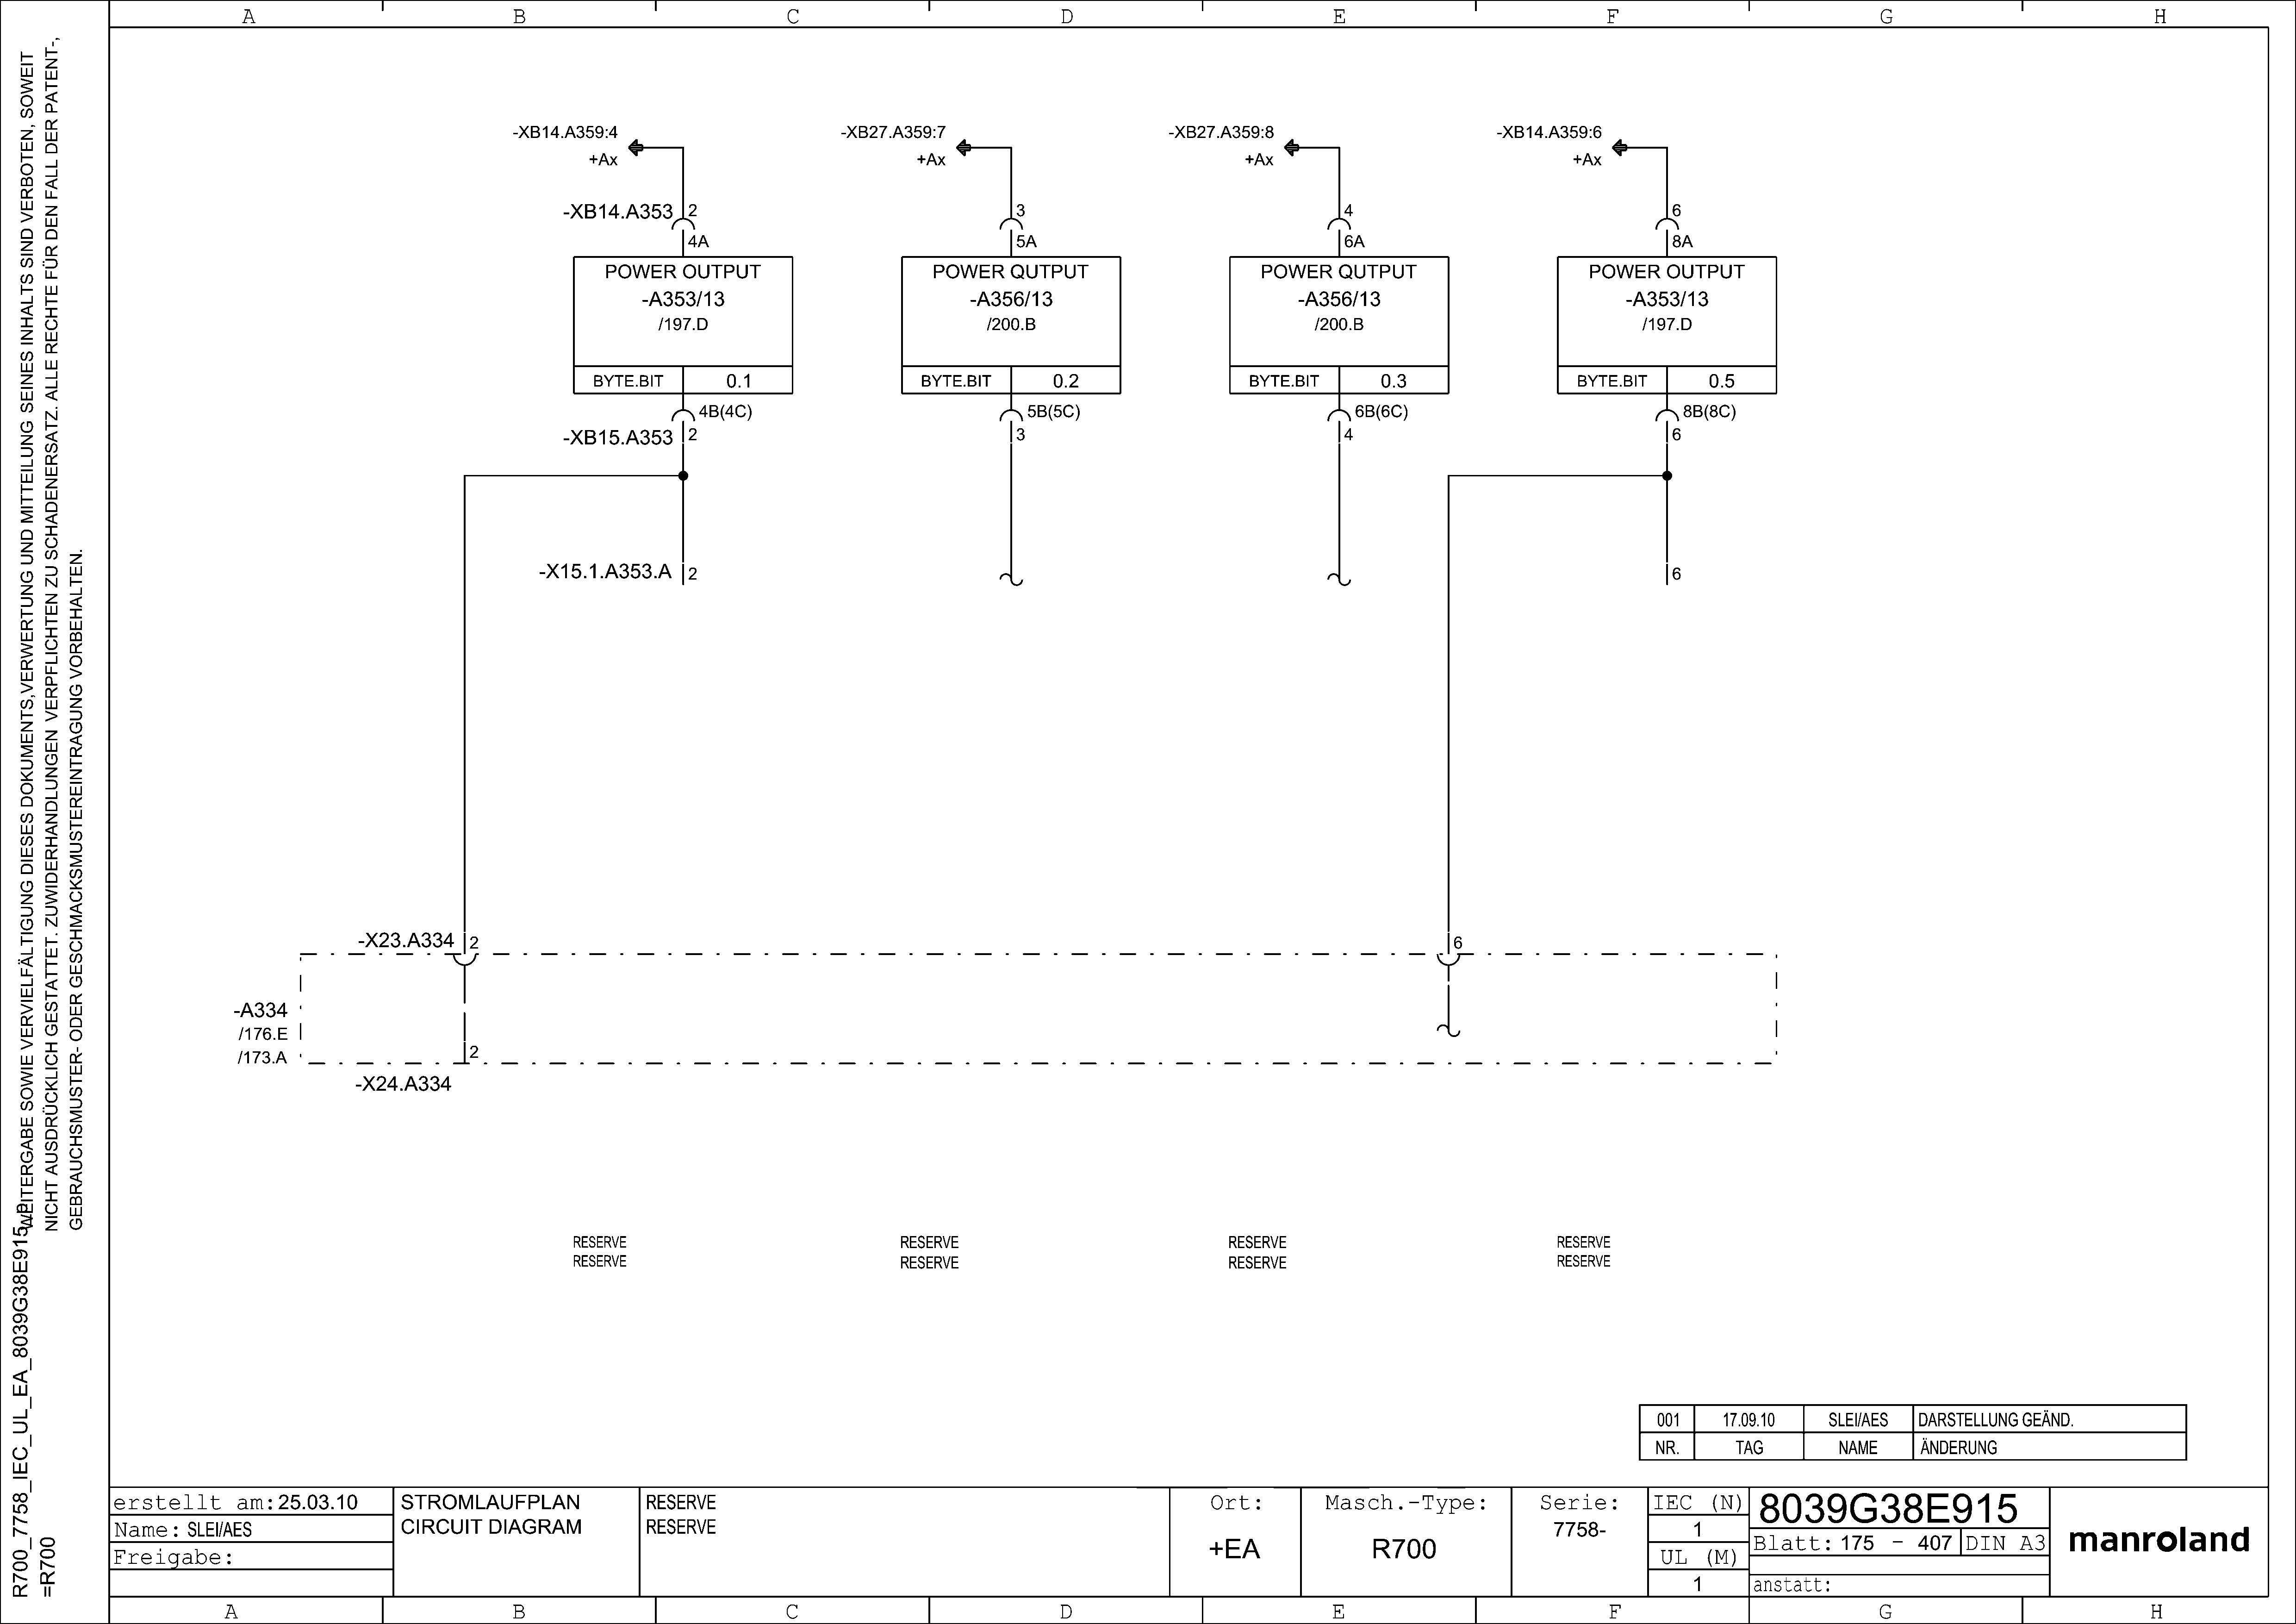 A B C D E F G H
WEITERGABE SOWIE VERVIELFÄLTIGUNG DIESES DOKUMENTS,VERWERTUNG UND MITTEILUNG SEINES INHALTS SIND VERBOTEN, SOWEIT
NICHT AUSDRÜCKLICH GESTATTET. ZUWIDERHANDLUNGEN VERPFLICHTEN ZU SCHADENERSATZ. ALLE RECHTE FÜR DEN FALL DER PATENT-,
GEBRAUCHSMUSTER- ODER GESCHMACKSMUSTEREINTRAGUNG VORBEHALTEN.
-XB14.A359:4 -XB27.A359:7 -XB27.A359:8 -XB14.A359:6
+Ax +Ax +Ax +Ax
-XB14.A353 2 3 4 6
4A 5A 6A 8A
POWER OUTPUT POWER QUTPUT POWER QUTPUT POWER OUTPUT
-A353/13 -A356/13 -A356/13 -A353/13
/197.D /200.B /200.B /197.D
BYTE.BIT 0.1 BYTE.BIT 0.2 BYTE.BIT 0.3 BYTE.BIT 0.5
4B(4C) 5B(5C) 6B(6C) 8B(8C)
-XB15.A353 2 3 4 6
-X15.1.A353.A 2 6
-X23.A334 2 6
-A334
/176.E
/173.A 2
-X24.A334
RESERVE RESERVE RESERVE RESERVE
RESERVE RESERVE RESERVE RESERVE
001 17.09.10 SLEI/AES DARSTELLUNG GEÄND.
NR. TAG NAME ÄNDERUNG
R700_7758_IEC_UL_EA_8039G38E915
=R700
erstellt am: 25.03.10 STROMLAUFPLAN RESERVE Ort: Masch.-Type: Serie: IEC (N) 8039G38E915
Name: SLEI/AES CIRCUIT DIAGRAM RESERVE +EA R700 7758- 1 Blatt: 175 - 407 DIN A3 manroland
Freigabe: UL (M)
1 anstatt:
A B C D E F G H